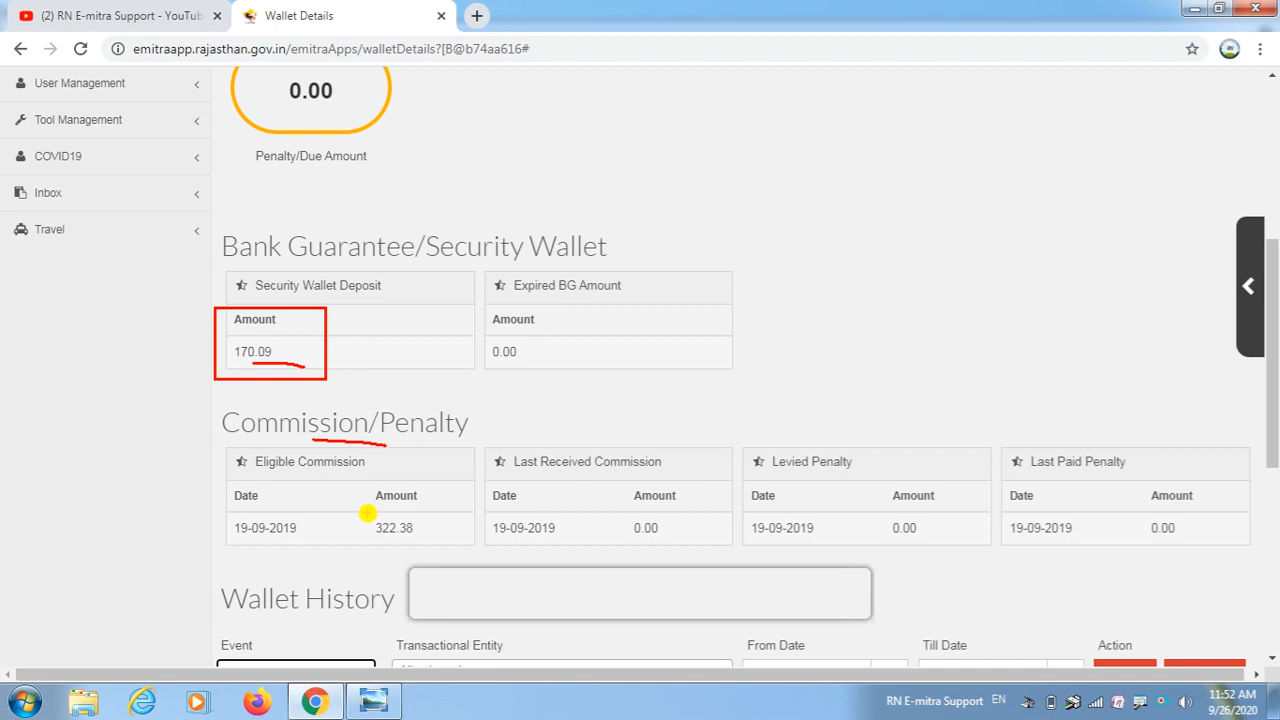 (2) RN E-mitra Support - YouTub
Wallet Details
emitraapp.rajasthan.gov.in/emitraApps/walletDetails?[B@b74aa616#
User Management
Tool Management
COVID19
Inbox
Travel
0.00
Penalty/Due Amount
Bank Guarantee/Security Wallet
Security Wallet Deposit
Amount
170.09
Expired BG Amount
Amount
0.00
Commission/Penalty
Eligible Commission
Date Amount
19-09-2019 322.38
Last Received Commission
Date Amount
19-09-2019 0.00
Levied Penalty
Date Amount
19-09-2019 0.00
Last Paid Penalty
Date Amount
19-09-2019 0.00
Wallet History
Event Transactional Entity From Date Till Date Action
RN E-mitra Support EN
11:52 AM
9/26/2020